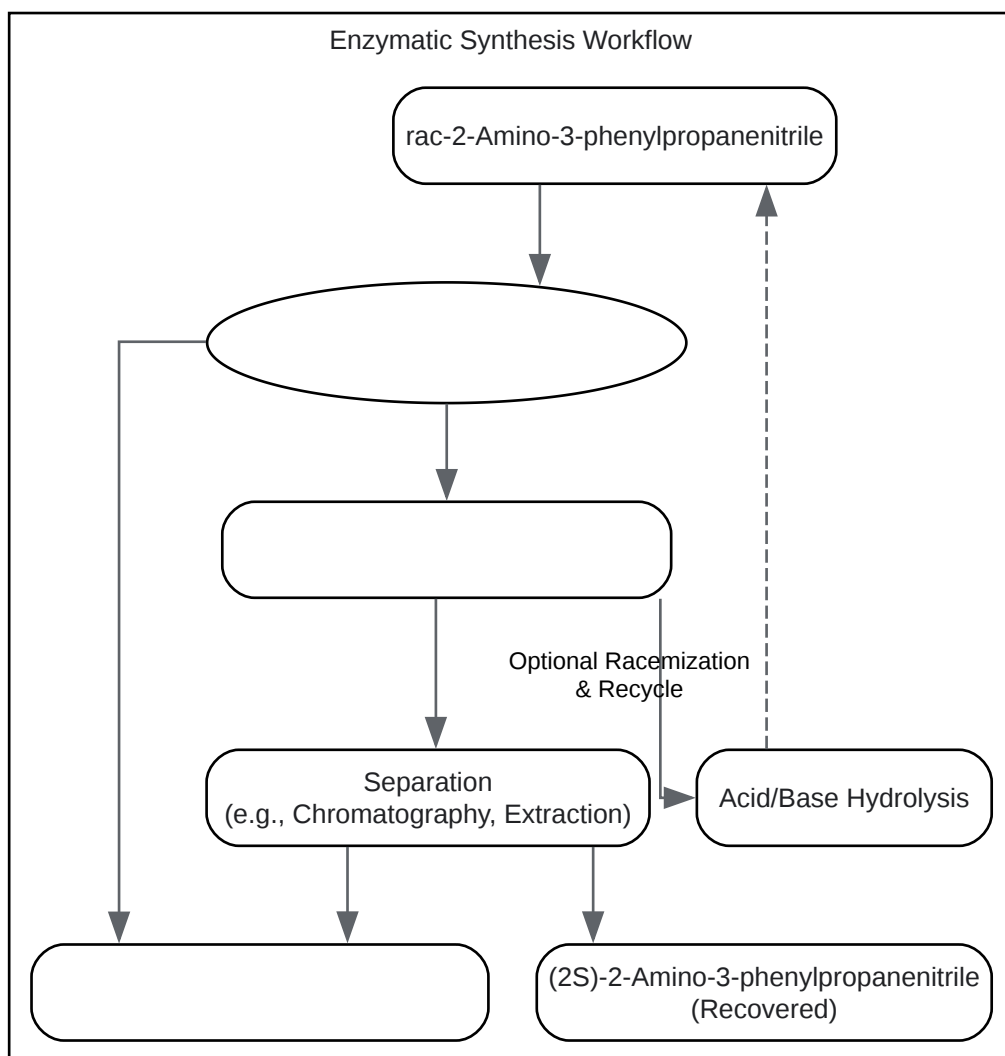 Enzymatic Synthesis Workflow
rac-2-Amino-3-phenylpropanenitrile
Optional Racemization
& Recycle
Separation
(e.g., Chromatography, Extraction)
Acid/Base Hydrolysis
(2S)-2-Amino-3-phenylpropanenitrile
(Recovered)